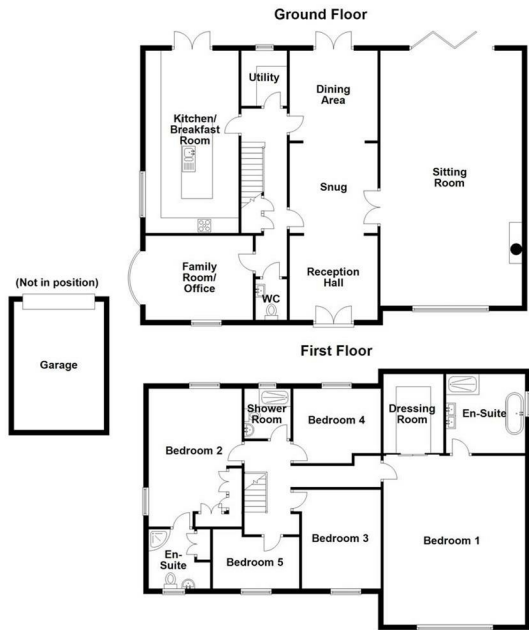 Ground Floor
Utility
Dining
Area
Kitchen/
Breakfast
Room
Snug
Sitting
Room
Family
Room/
Office
WC
Reception
Hall
(Not in position)
Garage
First Floor
Shower
Room
Bedroom 4
Dressing
Room
En-Suite
Bedroom 2
En-
Suite
Bedroom 5
Bedroom 3
Bedroom 1